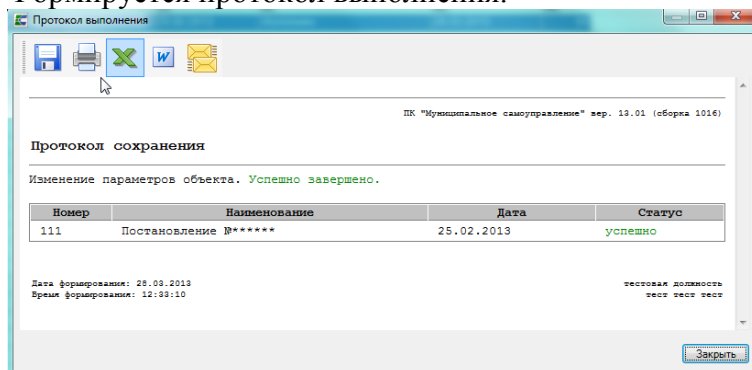 Формируется протокол выполнения.
Протокол выполнения
ПК "Муниципальное самоуправление" вер. 13.01 (сборка 1016)
Протокол сохранения
Изменение параметров объекта. Успешно завершено.
Номер Наименование Дата Статус
111 Постановление №****** 25.02.2013 успешно
Дата формирования: 28.03.2013 тестовая должность
Время формирования: 12:33:10 тест тест тест
Закрыть